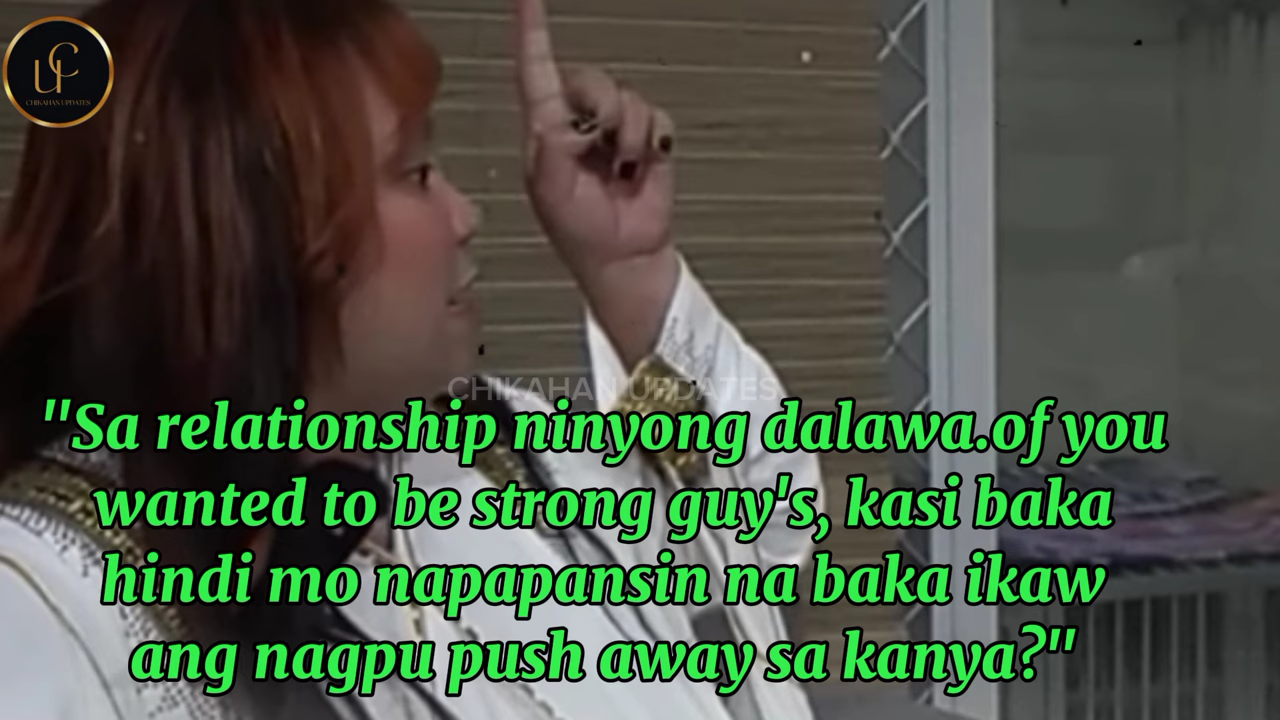 UC
CHIKAHAN UPDATES
CHIKAHAN UPDATES
"Sa relationship ninyong dalawa.of you
wanted to be strong guy's, kasi baka
hindi mo napapansin na baka ikaw
ang nagpu push away sa kanya?"